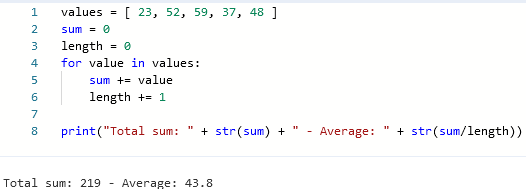 1 values = [ 23, 52, 59, 37, 48 ]
2 sum = 0
3 length = 0
4 for value in values:
5     sum += value
6     length += 1
7
8 print("Total sum: " + str(sum) + " - Average: " + str(sum/length))
Total sum: 219 - Average: 43.8